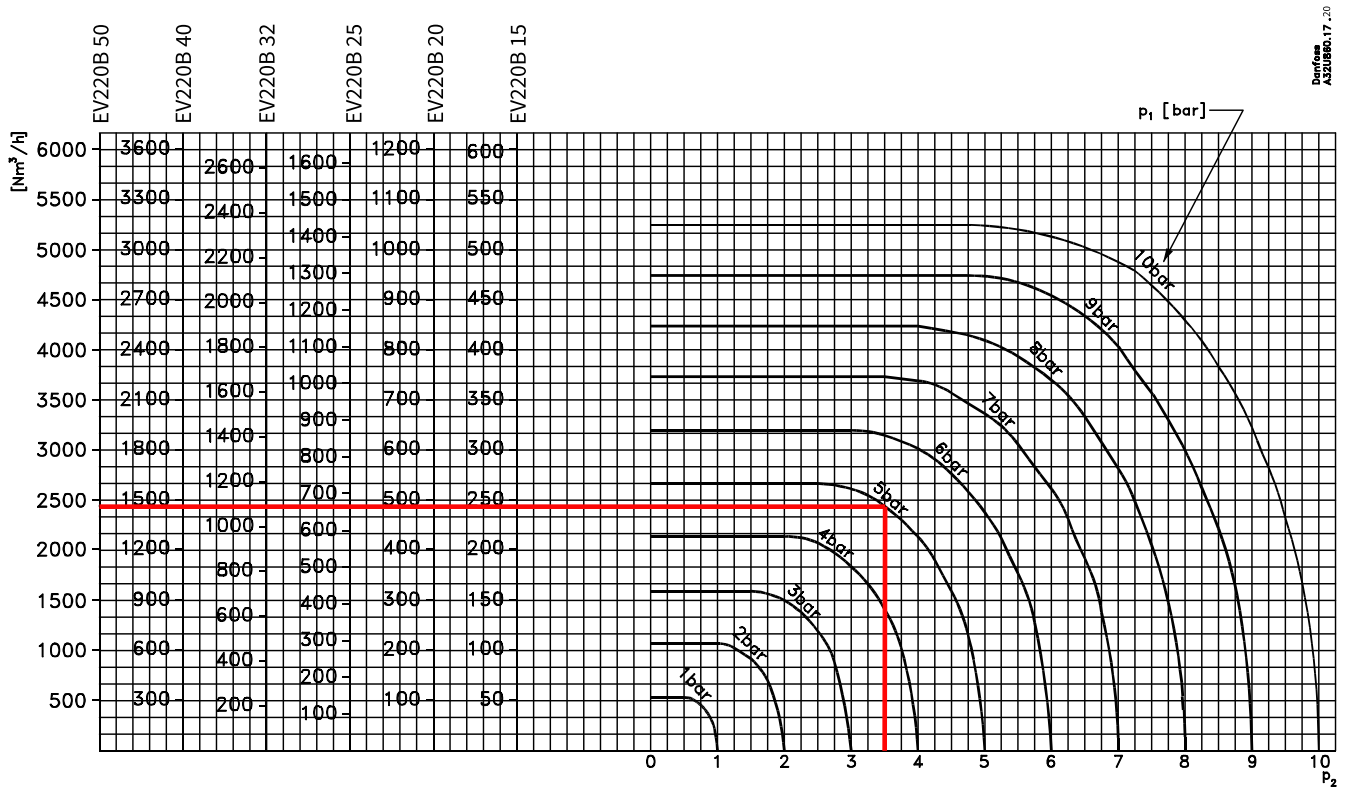 EV220B 50 EV220B 40 EV220B 32 EV220B 25 EV220B 20 EV220B 15
Danfoss
A32U860.17 .20
p₁ [bar]
[Nm³/h]
6000 3600 2600 1600 1200 600
5500 3300 2400 1500 1100 550
5000 3000 2200 1400 1000 500
1300
4500 2700 2000 1200 900 450
4000 2400 1800 1100 800 400
3500 2100 1600 1000 700 350
900
3000 1800 1400 800 600 300
2500 1500 1200 700 500 250
2000 1200 1000 600 400 200
800 500
1500 900 600 400 300 150
1000 600 400 300 200 100
200
500 300 200 100 100 50
10bar
9bar
8bar
7bar
6bar
5bar
4bar
3bar
2bar
1bar
0 1 2 3 4 5 6 7 8 9 10
p₂